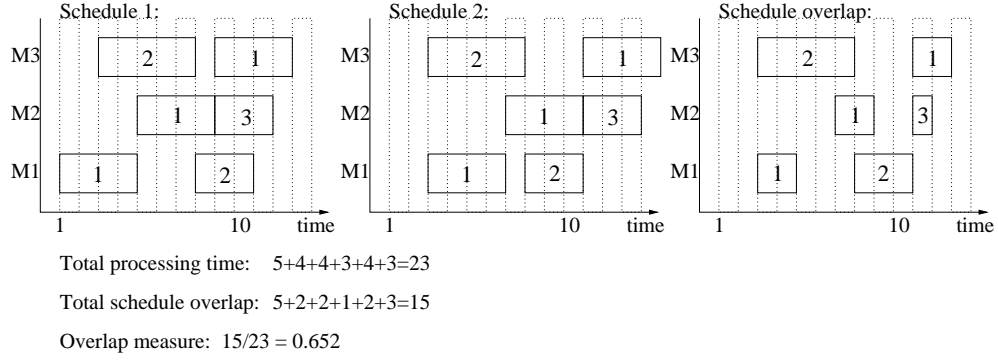 Schedule 1: Schedule 2: Schedule overlap:
M3 2 1 M3 2 1 M3 2 1
M2 1 3 M2 1 3 M2 1 3
M1 1 2 M1 1 2 M1 1 2
1 10 time 1 10 time 1 10 time
Total processing time: 5+4+4+3+4+3=23
Total schedule overlap: 5+2+2+1+2+3=15
Overlap measure: 15/23 = 0.652